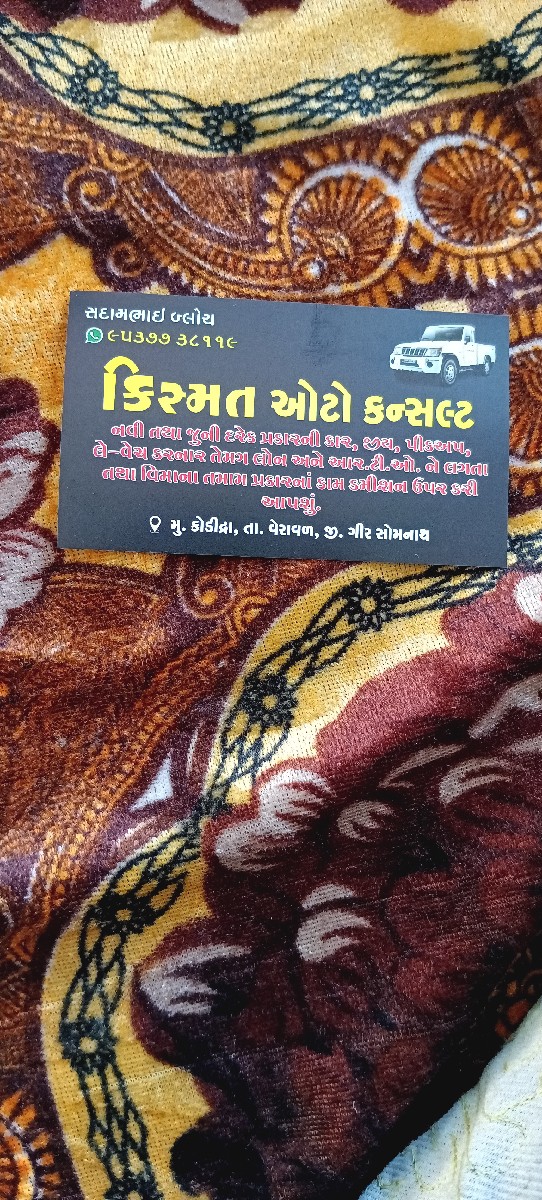 સદામભાઇ બ્લોચ
૯૫૩૭૭ ૩૮૧૧૯
કિસ્મત ઓટો કન્સલ્ટ
નવી તથા જુની દરેક પ્રકારની કાર, જીપ, પીકઅપ,
લે-વેચ કરનાર તેમગ લોન અને આર.ટી.ઓ. ને લગતા
તથા વિમાના તમામ પ્રકારનાં કામ કમીશન ઉપર કરી
આપશું.
મુ. કોડીદ્રા, તા. વેરાવળ, જી. ગીર સોમનાથ